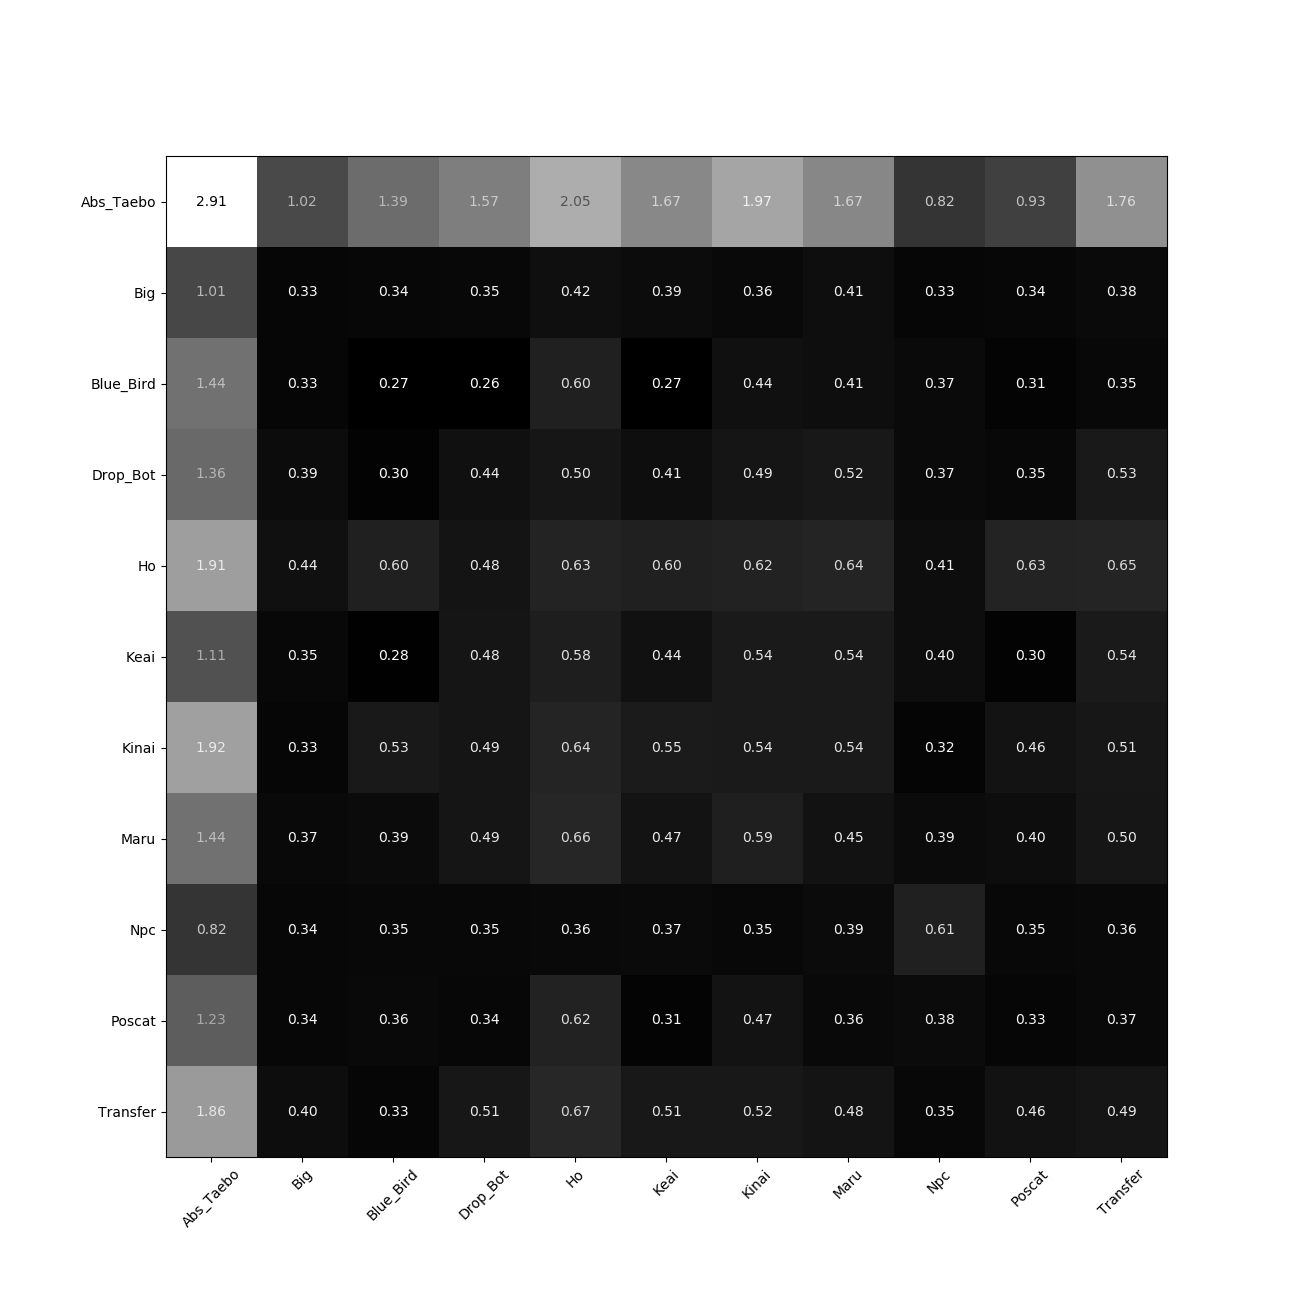 Abs_Taebo 2.91 1.02 1.39 1.57 2.05 1.67 1.97 1.67 0.82 0.93 1.76
Big 1.01 0.33 0.34 0.35 0.42 0.39 0.36 0.41 0.33 0.34 0.38
Blue_Bird 1.44 0.33 0.27 0.26 0.60 0.27 0.44 0.41 0.37 0.31 0.35
Drop_Bot 1.36 0.39 0.30 0.44 0.50 0.41 0.49 0.52 0.37 0.35 0.53
Ho 1.91 0.44 0.60 0.48 0.63 0.60 0.62 0.64 0.41 0.63 0.65
Keai 1.11 0.35 0.28 0.48 0.58 0.44 0.54 0.54 0.40 0.30 0.54
Kinai 1.92 0.33 0.53 0.49 0.64 0.55 0.54 0.54 0.32 0.46 0.51
Maru 1.44 0.37 0.39 0.49 0.66 0.47 0.59 0.45 0.39 0.40 0.50
Npc 0.82 0.34 0.35 0.35 0.36 0.37 0.35 0.39 0.61 0.35 0.36
Poscat 1.23 0.34 0.36 0.34 0.62 0.31 0.47 0.36 0.38 0.33 0.37
Transfer 1.86 0.40 0.33 0.51 0.67 0.51 0.52 0.48 0.35 0.46 0.49
Abs_Taebo Big Blue_Bird Drop_Bot Ho Keai Kinai Maru Npc Poscat Transfer